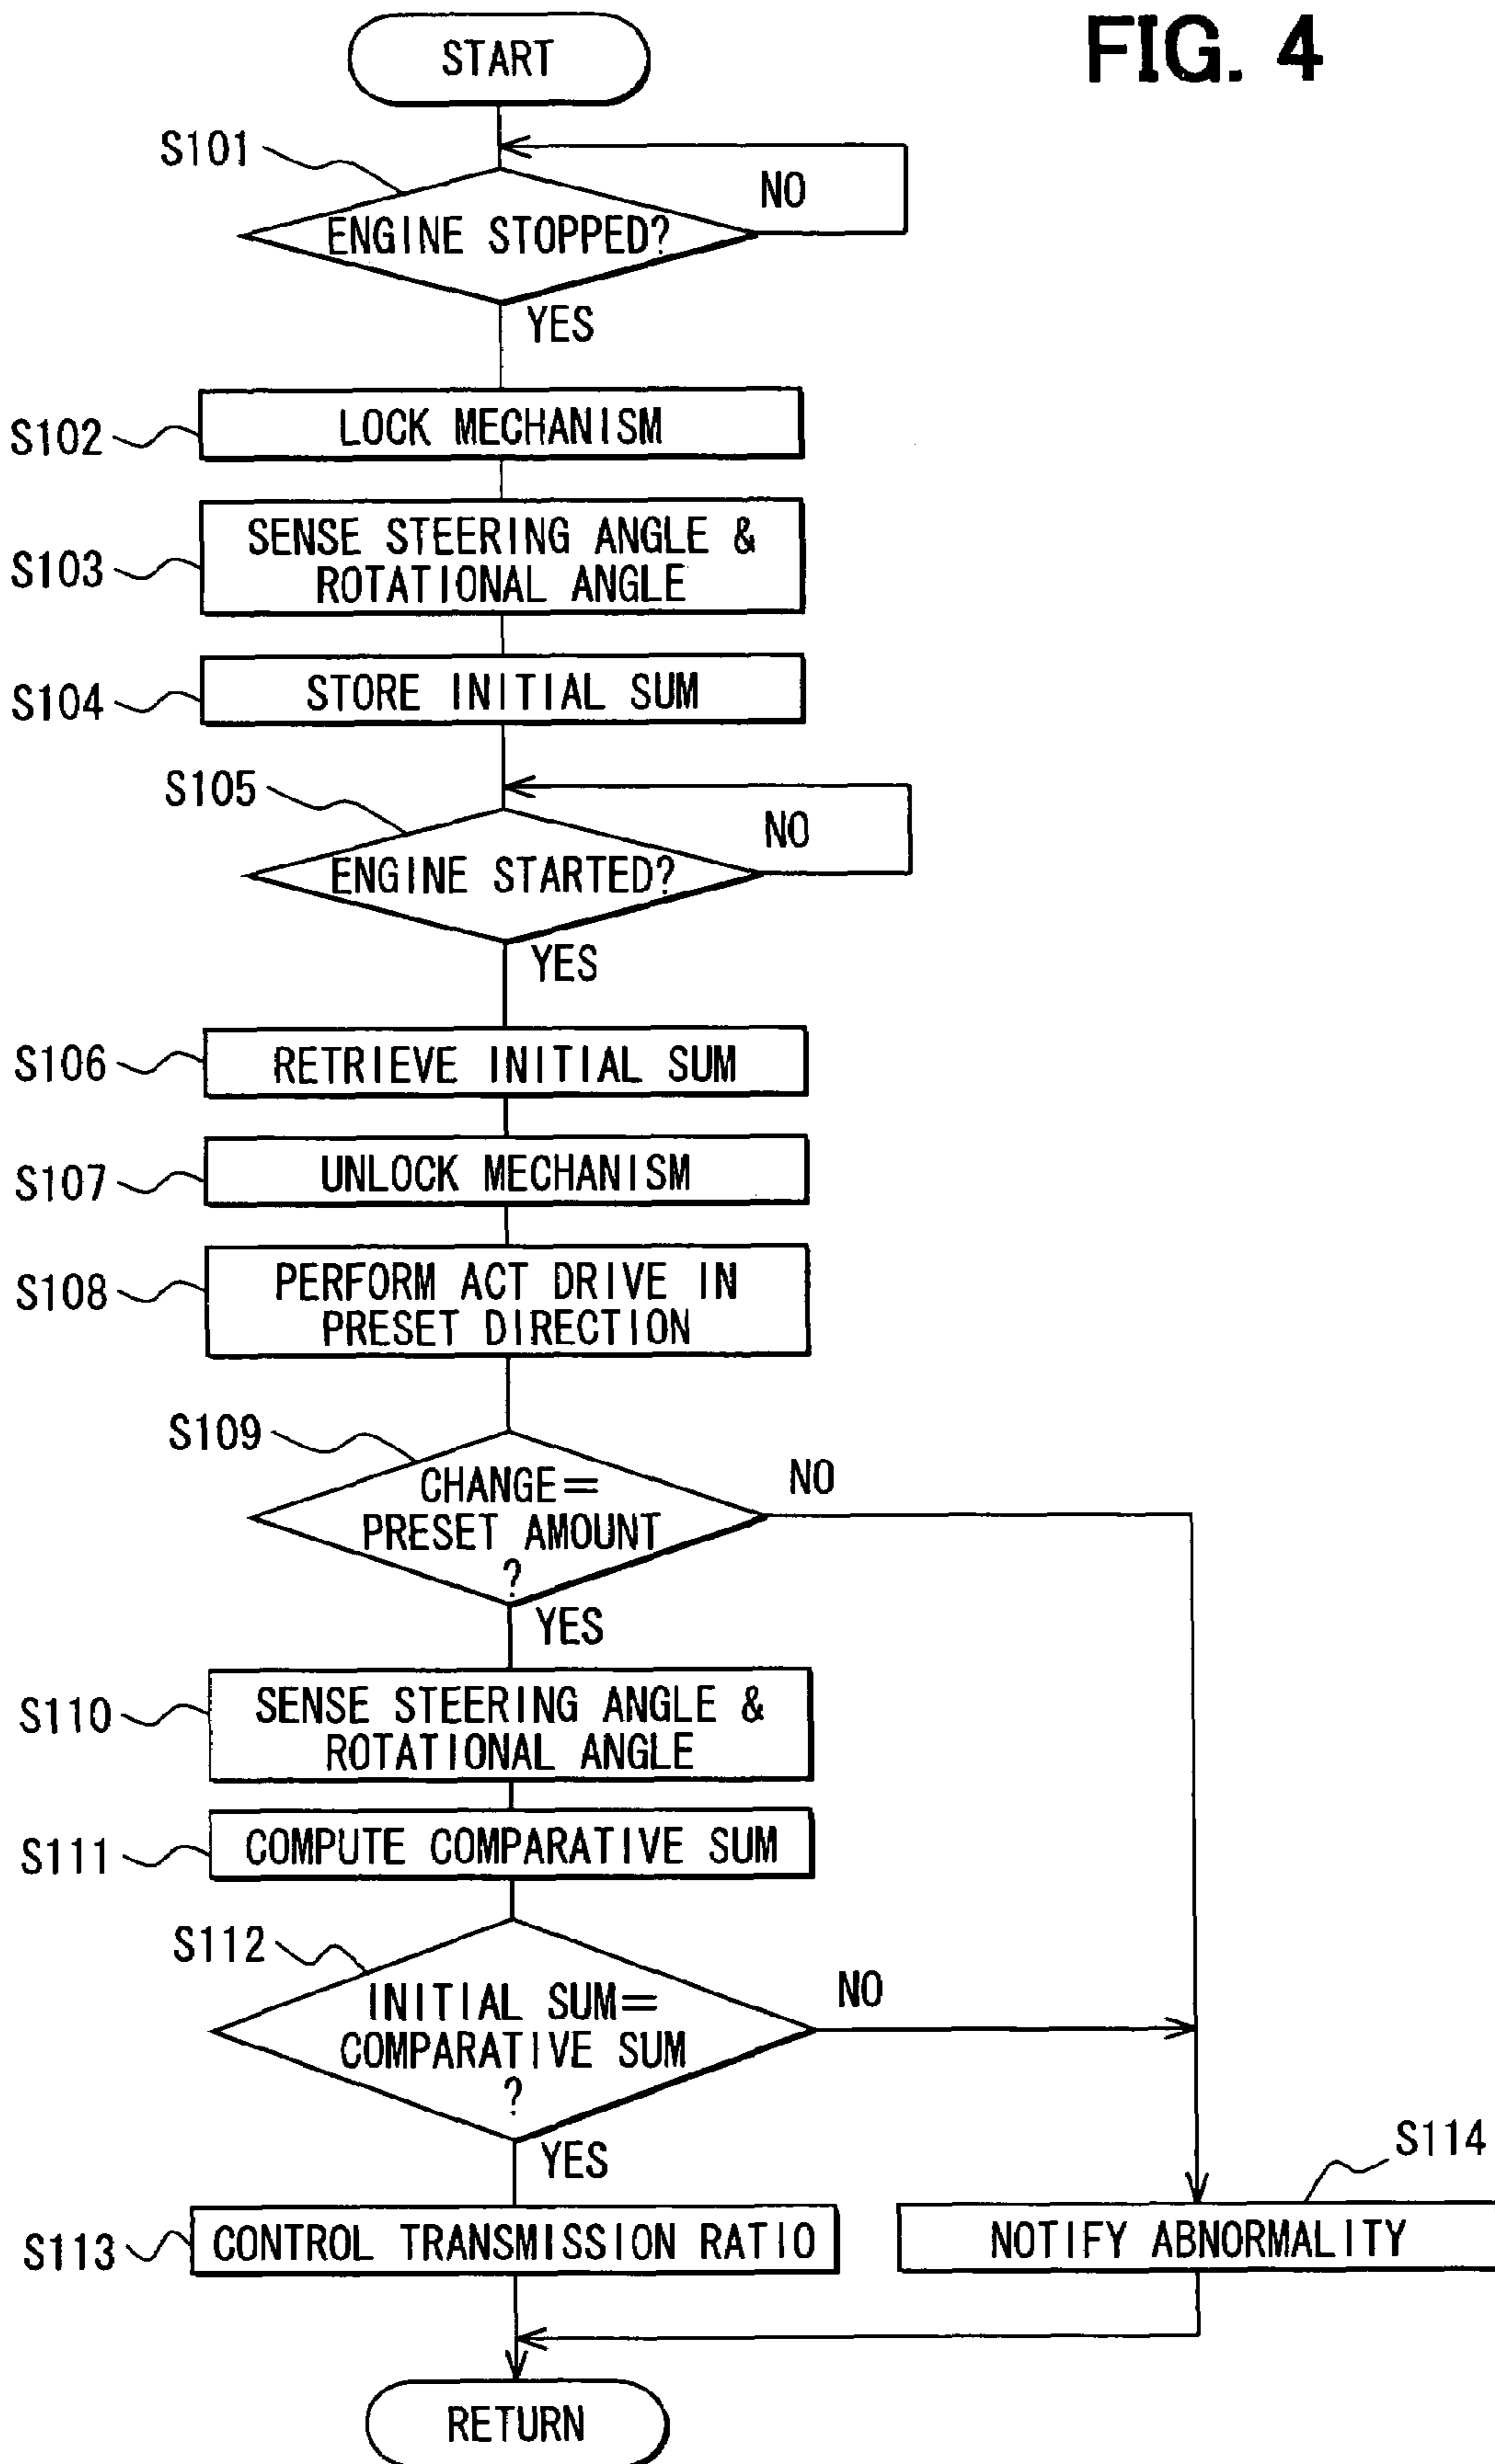 FIG. 4
START
S101
ENGINE STOPPED?
NO
YES
S102
LOCK MECHANISM
S103
SENSE STEERING ANGLE &
ROTATIONAL ANGLE
S104
STORE INITIAL SUM
S105
ENGINE STARTED?
NO
YES
S106
RETRIEVE INITIAL SUM
S107
UNLOCK MECHANISM
S108
PERFORM ACT DRIVE IN
PRESET DIRECTION
S109
CHANGE=
PRESET AMOUNT
?
NO
YES
S110
SENSE STEERING ANGLE &
ROTATIONAL ANGLE
S111
COMPUTE COMPARATIVE SUM
S112
INITIAL SUM=
COMPARATIVE SUM
?
NO
YES
S113
CONTROL TRANSMISSION RATIO
S114
NOTIFY ABNORMALITY
RETURN